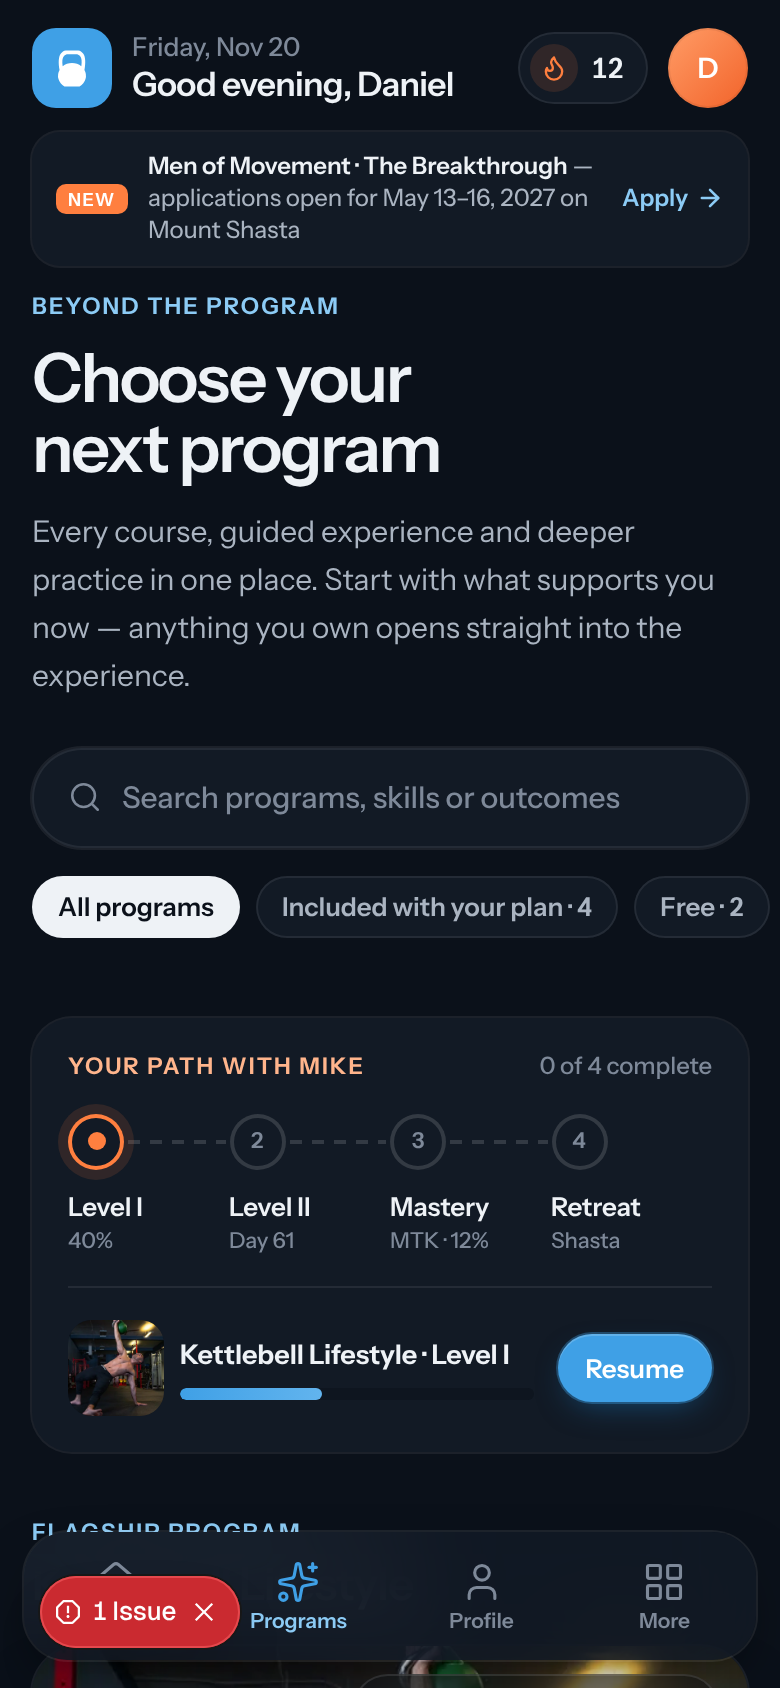 Friday, Nov 20
Good evening, Daniel
12
D
NEW
Men of Movement · The Breakthrough —
applications open for May 13–16, 2027 on
Mount Shasta
Apply →
BEYOND THE PROGRAM
Choose your
next program
Every course, guided experience and deeper
practice in one place. Start with what supports you
now — anything you own opens straight into the
experience.
Search programs, skills or outcomes
All programs
Included with your plan · 4
Free · 2
YOUR PATH WITH MIKE
0 of 4 complete
2
3
4
Level I
Level II
Mastery
Retreat
40%
Day 61
MTK · 12%
Shasta
Kettlebell Lifestyle · Level I
Resume
FLAGSHIP PROGRAM
1 Issue
Programs
Profile
More